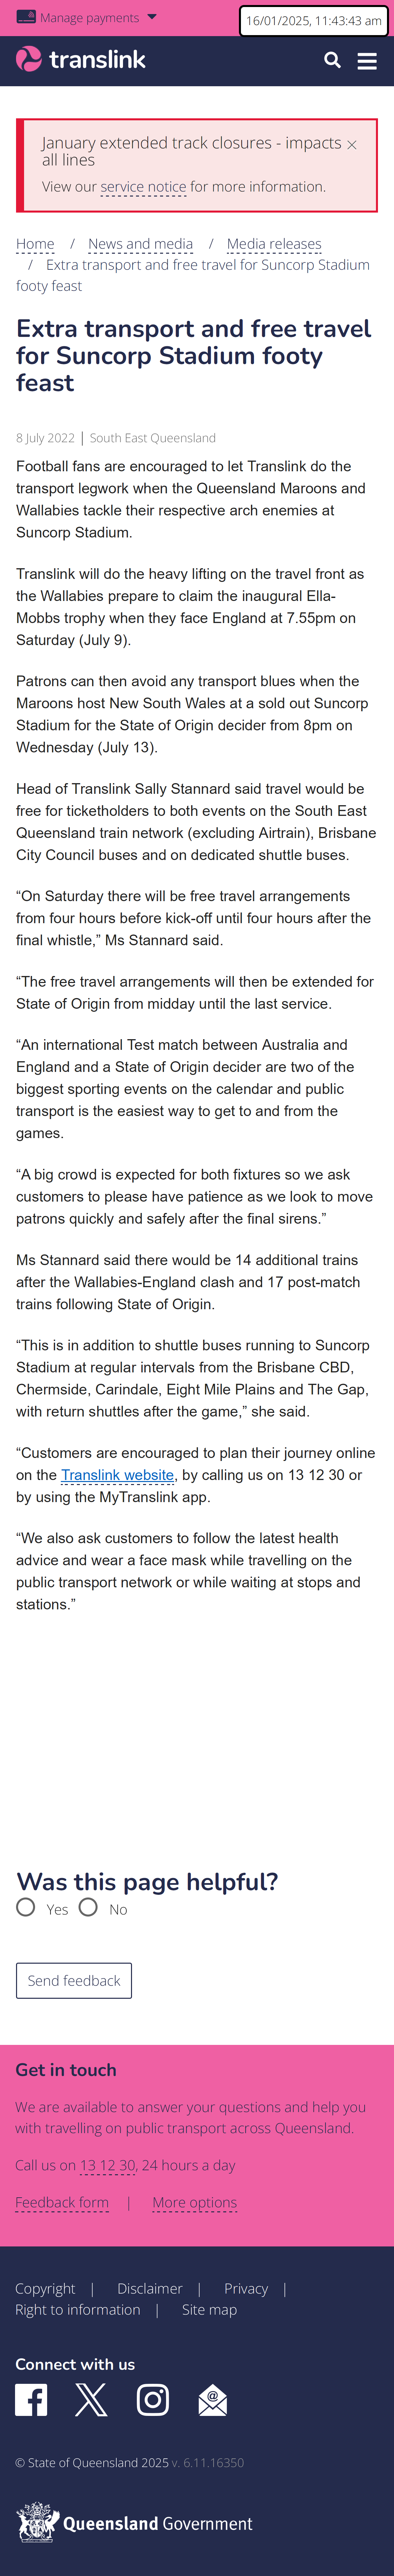 Manage payments
16/01/2025, 11:43:43 am
translink
January extended track closures - impacts
all lines
View our service notice for more information.
Home / News and media / Media releases
/ Extra transport and free travel for Suncorp Stadium
footy feast
Extra transport and free travel
for Suncorp Stadium footy
feast
8 July 2022 | South East Queensland
Football fans are encouraged to let Translink do the
transport legwork when the Queensland Maroons and
Wallabies tackle their respective arch enemies at
Suncorp Stadium.
Translink will do the heavy lifting on the travel front as
the Wallabies prepare to claim the inaugural Ella-
Mobbs trophy when they face England at 7.55pm on
Saturday (July 9).
Patrons can then avoid any transport blues when the
Maroons host New South Wales at a sold out Suncorp
Stadium for the State of Origin decider from 8pm on
Wednesday (July 13).
Head of Translink Sally Stannard said travel would be
free for ticketholders to both events on the South East
Queensland train network (excluding Airtrain), Brisbane
City Council buses and on dedicated shuttle buses.
“On Saturday there will be free travel arrangements
from four hours before kick-off until four hours after the
final whistle,” Ms Stannard said.
“The free travel arrangements will then be extended for
State of Origin from midday until the last service.
“An international Test match between Australia and
England and a State of Origin decider are two of the
biggest sporting events on the calendar and public
transport is the easiest way to get to and from the
games.
“A big crowd is expected for both fixtures so we ask
customers to please have patience as we look to move
patrons quickly and safely after the final sirens.”
Ms Stannard said there would be 14 additional trains
after the Wallabies-England clash and 17 post-match
trains following State of Origin.
“This is in addition to shuttle buses running to Suncorp
Stadium at regular intervals from the Brisbane CBD,
Chermside, Carindale, Eight Mile Plains and The Gap,
with return shuttles after the game,” she said.
“Customers are encouraged to plan their journey online
on the Translink website, by calling us on 13 12 30 or
by using the MyTranslink app.
“We also ask customers to follow the latest health
advice and wear a face mask while travelling on the
public transport network or while waiting at stops and
stations.”
Was this page helpful?
Yes No
Send feedback
Get in touch
We are available to answer your questions and help you
with travelling on public transport across Queensland.
Call us on 13 12 30, 24 hours a day
Feedback form | More options
Copyright | Disclaimer | Privacy |
Right to information | Site map
Connect with us
© State of Queensland 2025 v. 6.11.16350
Queensland Government